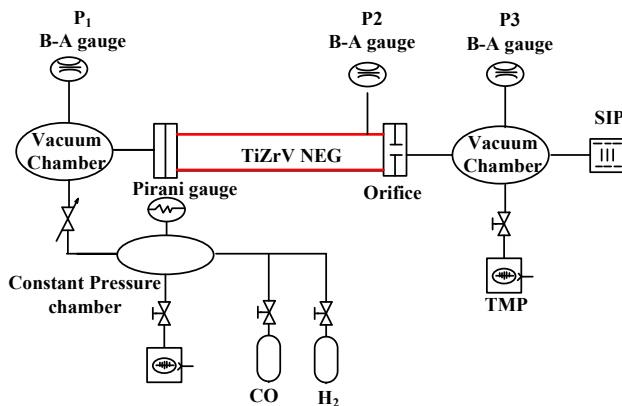 P₁
B-A gauge
P2
B-A gauge
P3
B-A gauge
SIP
Vacuum
Chamber
TiZrV NEG
Orifice
Vacuum
Chamber
Pirani gauge
Constant Pressure
chamber
TMP
CO
H₂